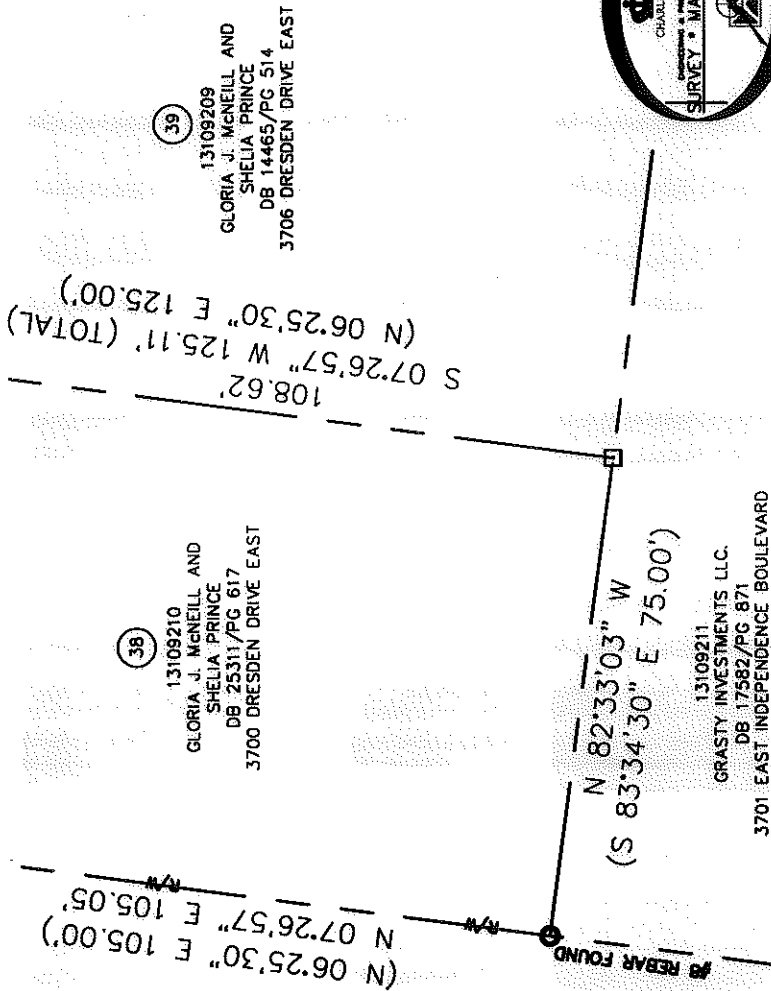 39
13109209
GLORIA J. McNEILL AND
SHELIA PRINCE
DB 14465/PG 514
3706 DRESDEN DRIVE EAST
(N 06°25'30" E 125.00')
S 07°26'57" W 125.11' (TOTAL)
108.62'
38
13109210
GLORIA J. McNEILL AND
SHELIA PRINCE
DB 25311/PG 617
3700 DRESDEN DRIVE EAST
R/W
N 07°26'57" E 105.05'
(N 06°25'30" E 105.00')
R/W
REBAR FOUND
N 82°33'03" W
(S 83°34'30" E 75.00')
13109211
GRASTY INVESTMENTS LLC.
DB 17582/PG 871
3701 EAST INDEPENDENCE BOULEVARD
SURVEY